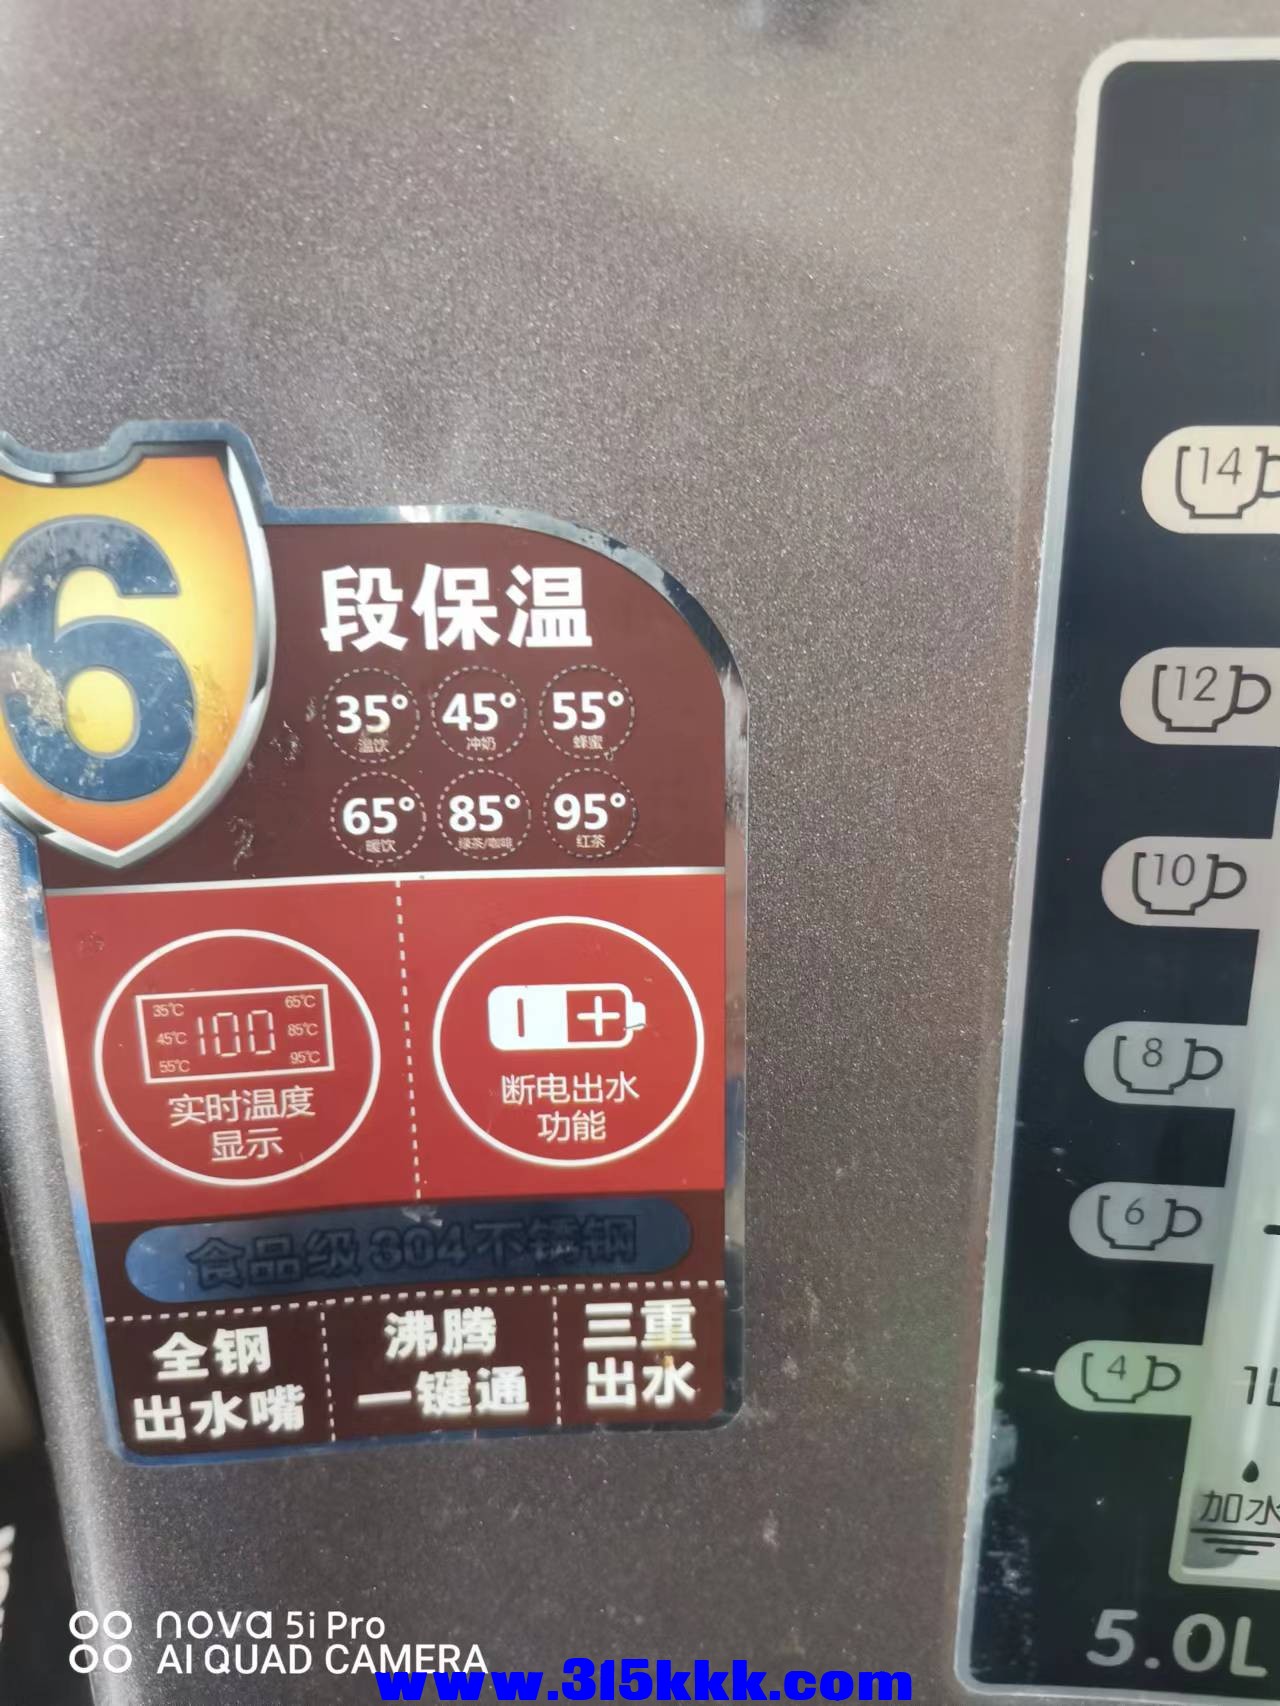 6
段保温
35° 45° 55°
温饮 冲奶 蜂蜜
65° 85° 95°
暖饮 绿茶/咖啡 红茶
35℃ 65℃
45℃ 100 85℃
55℃ 95℃
实时温度
显示
断电出水
功能
食品级304不锈钢
全钢
出水嘴
沸腾
一键通
三重
出水
14
12
10
8
6
4
1L
加水
5.0L
nova 5i Pro
AI QUAD CAMERA
www.315kkk.com